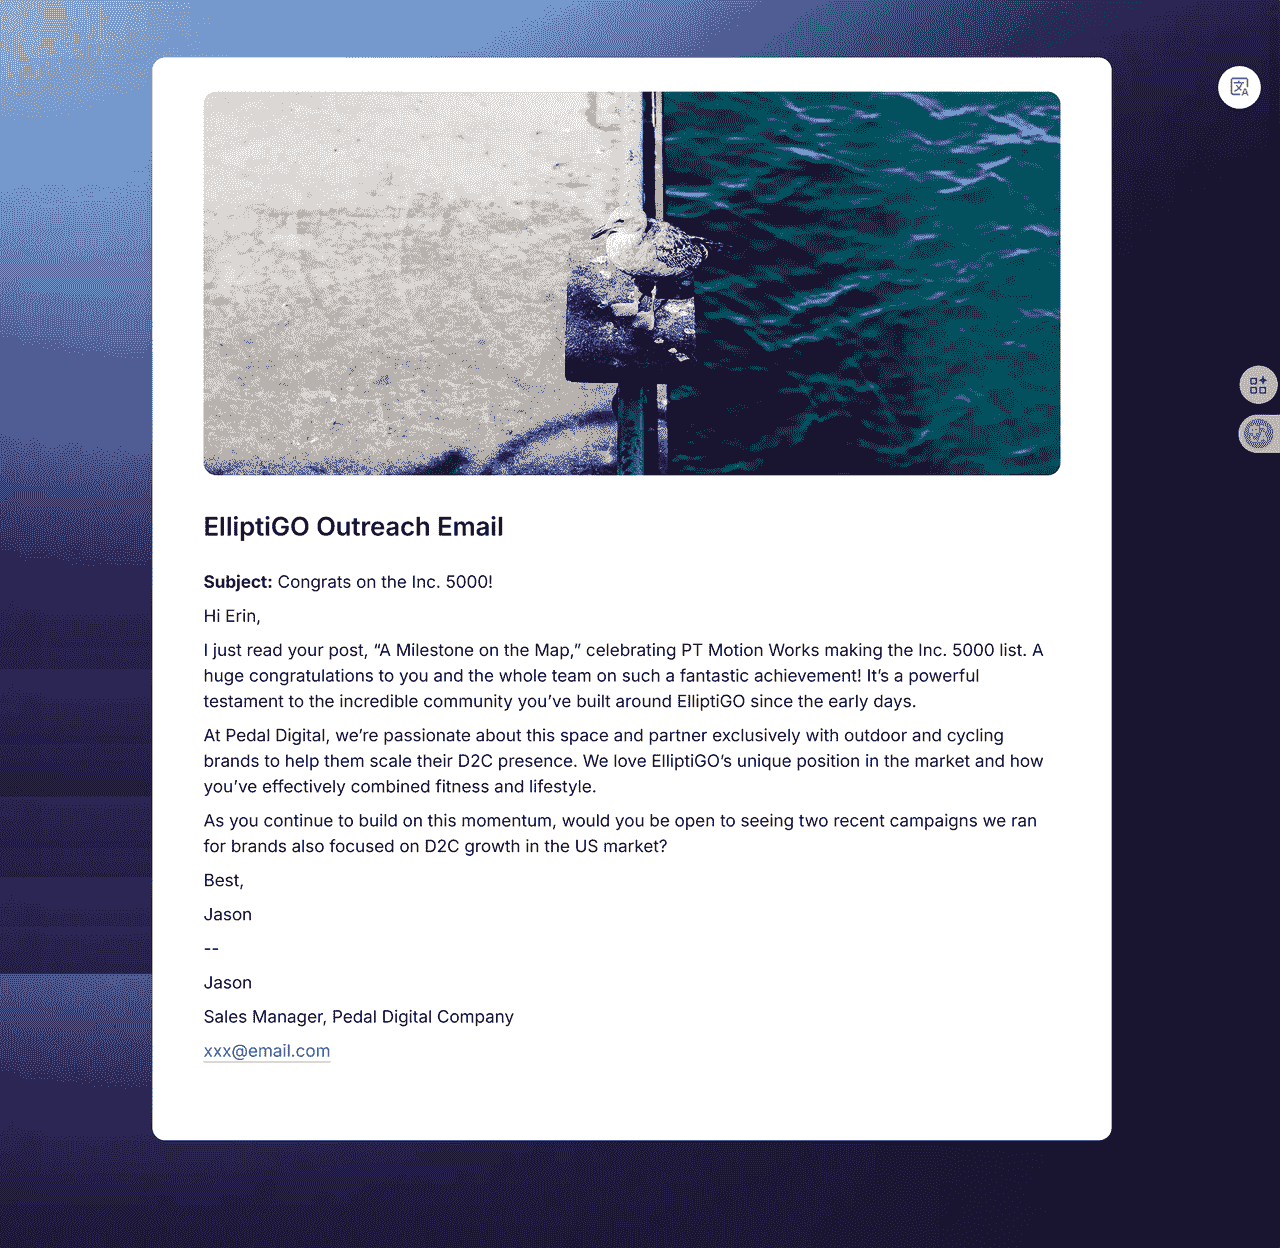 ElliptiGO Outreach Email
Subject: Congrats on the Inc. 5000!
Hi Erin,
I just read your post, “A Milestone on the Map,” celebrating PT Motion Works making the Inc. 5000 list. A
huge congratulations to you and the whole team on such a fantastic achievement! It’s a powerful
testament to the incredible community you’ve built around ElliptiGO since the early days.
At Pedal Digital, we’re passionate about this space and partner exclusively with outdoor and cycling
brands to help them scale their D2C presence. We love ElliptiGO’s unique position in the market and how
you’ve effectively combined fitness and lifestyle.
As you continue to build on this momentum, would you be open to seeing two recent campaigns we ran
for brands also focused on D2C growth in the US market?
Best,
Jason
--
Jason
Sales Manager, Pedal Digital Company
xxx@email.com